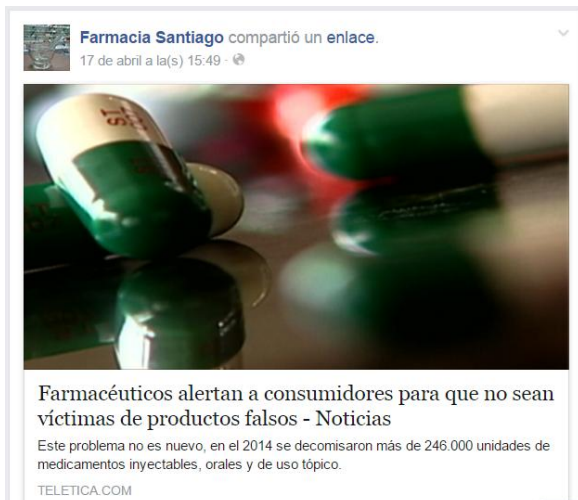 Farmacia Santiago compartió un enlace.
17 de abril a la(s) 15:49 ·
Farmacéuticos alertan a consumidores para que no sean
víctimas de productos falsos - Noticias
Este problema no es nuevo, en el 2014 se decomisaron más de 246.000 unidades de
medicamentos inyectables, orales y de uso tópico.
TELETICA.COM